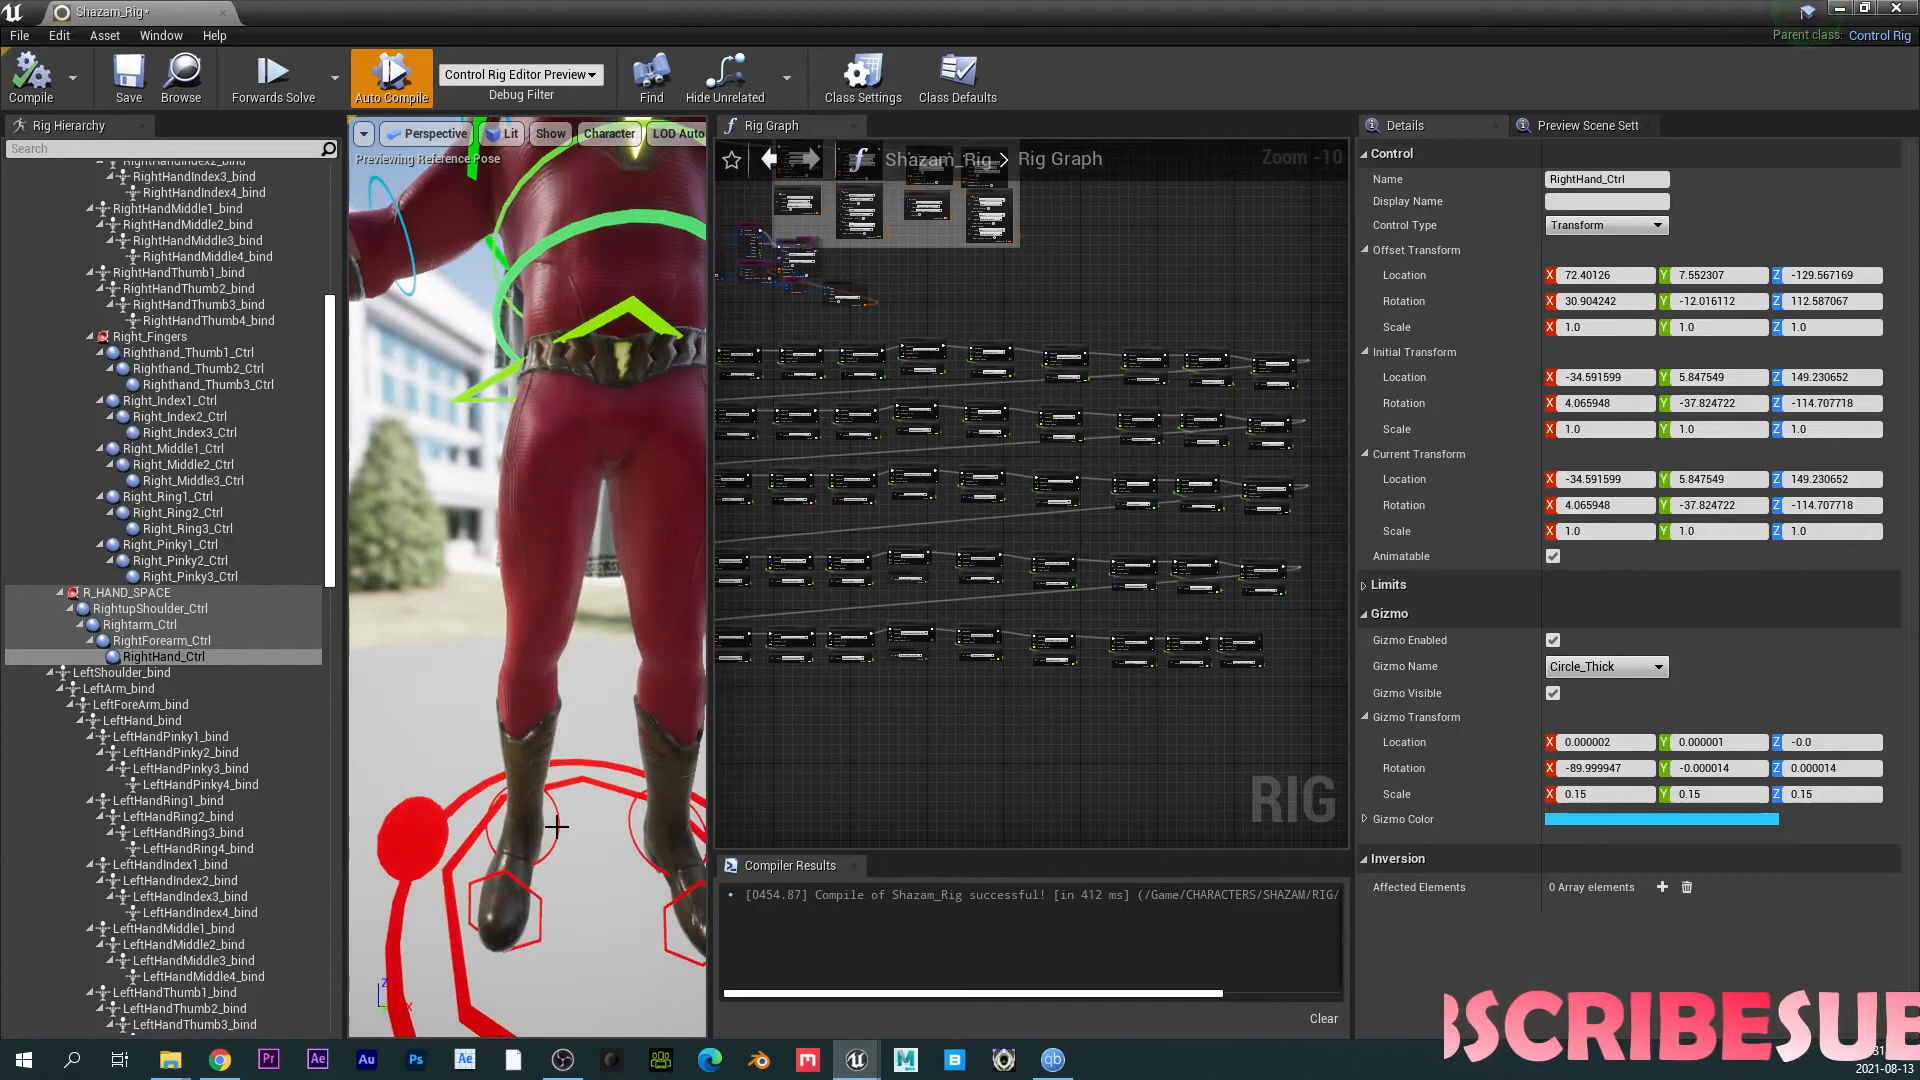 Shazam_Rig*
File Edit Asset Window Help
Parent class: Control Rig
Compile
Save
Browse
Forwards Solve
Auto Compile
Control Rig Editor Preview
Debug Filter
Find
Hide Unrelated
Class Settings
Class Defaults
Rig Hierarchy
Search
RightHandIndex2_bind
RightHandIndex3_bind
RightHandIndex4_bind
RightHandMiddle1_bind
RightHandMiddle2_bind
RightHandMiddle3_bind
RightHandMiddle4_bind
RightHandThumb1_bind
RightHandThumb2_bind
RightHandThumb3_bind
RightHandThumb4_bind
Right_Fingers
Righthand_Thumb1_Ctrl
Righthand_Thumb2_Ctrl
Righthand_Thumb3_Ctrl
Right_Index1_Ctrl
Right_Index2_Ctrl
Right_Index3_Ctrl
Right_Middle1_Ctrl
Right_Middle2_Ctrl
Right_Middle3_Ctrl
Right_Ring1_Ctrl
Right_Ring2_Ctrl
Right_Ring3_Ctrl
Right_Pinky1_Ctrl
Right_Pinky2_Ctrl
Right_Pinky3_Ctrl
R_HAND_SPACE
RightupShoulder_Ctrl
Rightarm_Ctrl
RightForearm_Ctrl
RightHand_Ctrl
LeftShoulder_bind
LeftArm_bind
LeftForeArm_bind
LeftHand_bind
LeftHandPinky1_bind
LeftHandPinky2_bind
LeftHandPinky3_bind
LeftHandPinky4_bind
LeftHandRing1_bind
LeftHandRing2_bind
LeftHandRing3_bind
LeftHandRing4_bind
LeftHandIndex1_bind
LeftHandIndex2_bind
LeftHandIndex3_bind
LeftHandIndex4_bind
LeftHandMiddle1_bind
LeftHandMiddle2_bind
LeftHandMiddle3_bind
LeftHandMiddle4_bind
LeftHandThumb1_bind
LeftHandThumb2_bind
LeftHandThumb3_bind
Perspective Lit Show Character LOD Auto
Previewing Reference Pose
Z
X
Rig Graph
Shazam_Rig > Rig Graph
Zoom -10
RIG
Compiler Results
[0454.87] Compile of Shazam_Rig successful! [in 412 ms] (/Game/CHARACTERS/SHAZAM/RIG/
Clear
Details
Preview Scene Sett
Control
Name RightHand_Ctrl
Display Name
Control Type Transform
Offset Transform
Location X 72.40126 Y 7.552307 Z -129.567169
Rotation X 30.904242 Y -12.016112 Z 112.587067
Scale X 1.0 Y 1.0 Z 1.0
Initial Transform
Location X -34.591599 Y 5.847549 Z 149.230652
Rotation X 4.065948 Y -37.824722 Z -114.707718
Scale X 1.0 Y 1.0 Z 1.0
Current Transform
Location X -34.591599 Y 5.847549 Z 149.230652
Rotation X 4.065948 Y -37.824722 Z -114.707718
Scale X 1.0 Y 1.0 Z 1.0
Animatable
Limits
Gizmo
Gizmo Enabled
Gizmo Name Circle_Thick
Gizmo Visible
Gizmo Transform
Location X 0.000002 Y 0.000001 Z -0.0
Rotation X -89.999947 Y -0.000014 Z 0.000014
Scale X 0.15 Y 0.15 Z 0.15
Gizmo Color
Inversion
Affected Elements 0 Array elements
SCRIBESUB
Pr Ae Au Ps Ae
qb
2021-08-13